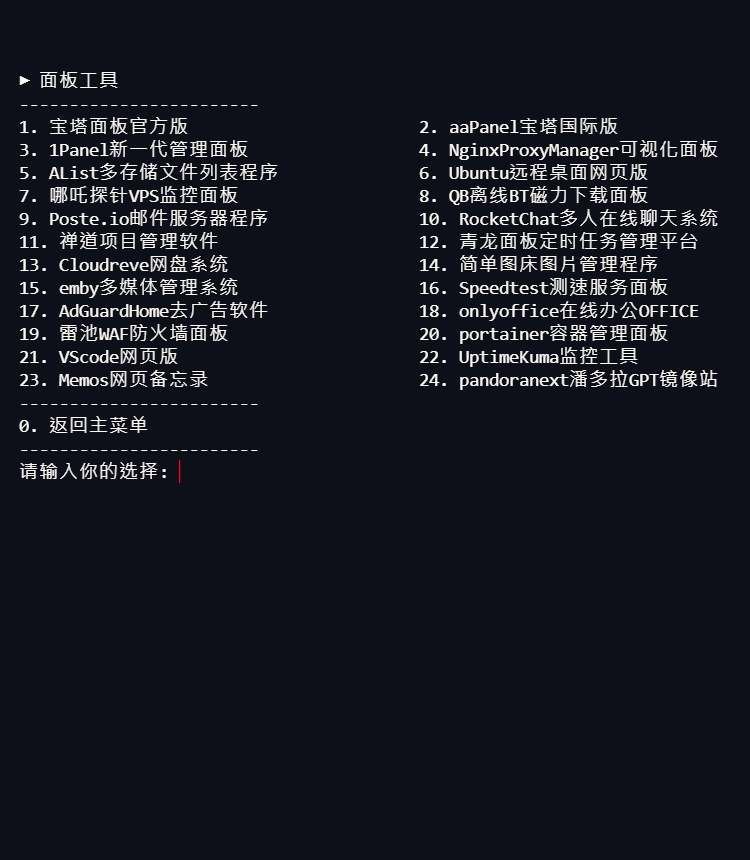 ► 面板工具
------------------------
1. 宝塔面板官方版 2. aaPanel宝塔国际版
3. 1Panel新一代管理面板 4. NginxProxyManager可视化面板
5. AList多存储文件列表程序 6. Ubuntu远程桌面网页版
7. 哪吒探针VPS监控面板 8. QB离线BT磁力下载面板
9. Poste.io邮件服务器程序 10. RocketChat多人在线聊天系统
11. 禅道项目管理软件 12. 青龙面板定时任务管理平台
13. Cloudreve网盘系统 14. 简单图床图片管理程序
15. emby多媒体管理系统 16. Speedtest测速服务面板
17. AdGuardHome去广告软件 18. onlyoffice在线办公OFFICE
19. 雷池WAF防火墙面板 20. portainer容器管理面板
21. VScode网页版 22. UptimeKuma监控工具
23. Memos网页备忘录 24. pandoranext潘多拉GPT镜像站
------------------------
0. 返回主菜单
------------------------
请输入你的选择: